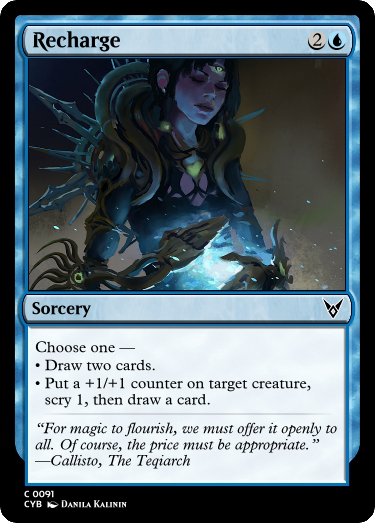 Recharge 2
Sorcery
Choose one —
• Draw two cards.
• Put a +1/+1 counter on target creature,
scry 1, then draw a card.
“For magic to flourish, we must offer it openly to
all. Of course, the price must be appropriate.”
—Callisto, The Teqiarch
C 0091
CYB Danila Kalinin